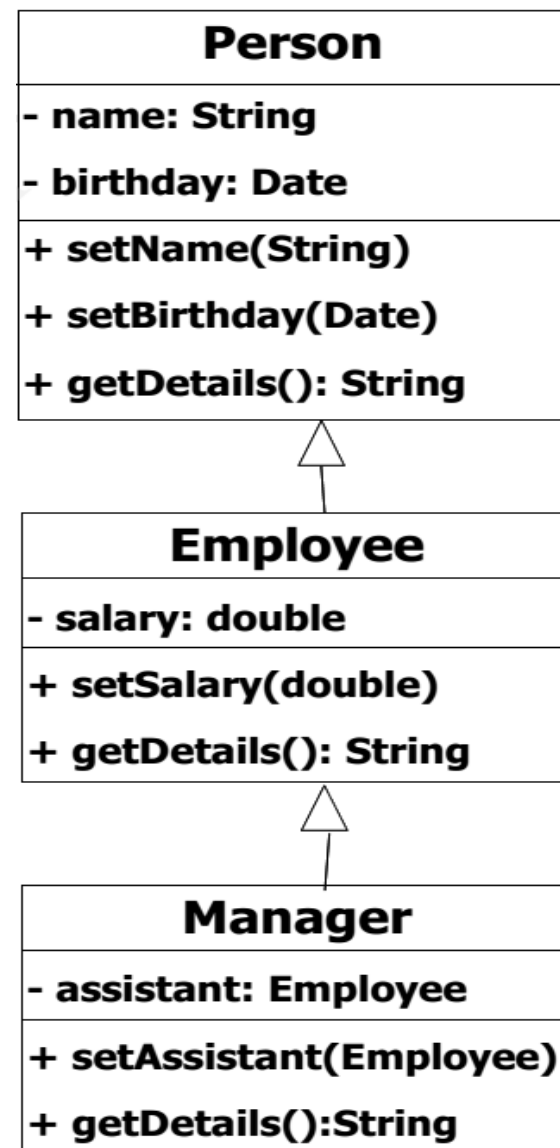 Person
- name: String
- birthday: Date
+ setName(String)
+ setBirthday(Date)
+ getDetails(): String
Employee
- salary: double
+ setSalary(double)
+ getDetails(): String
Manager
- assistant: Employee
+ setAssistant(Employee)
+ getDetails():String